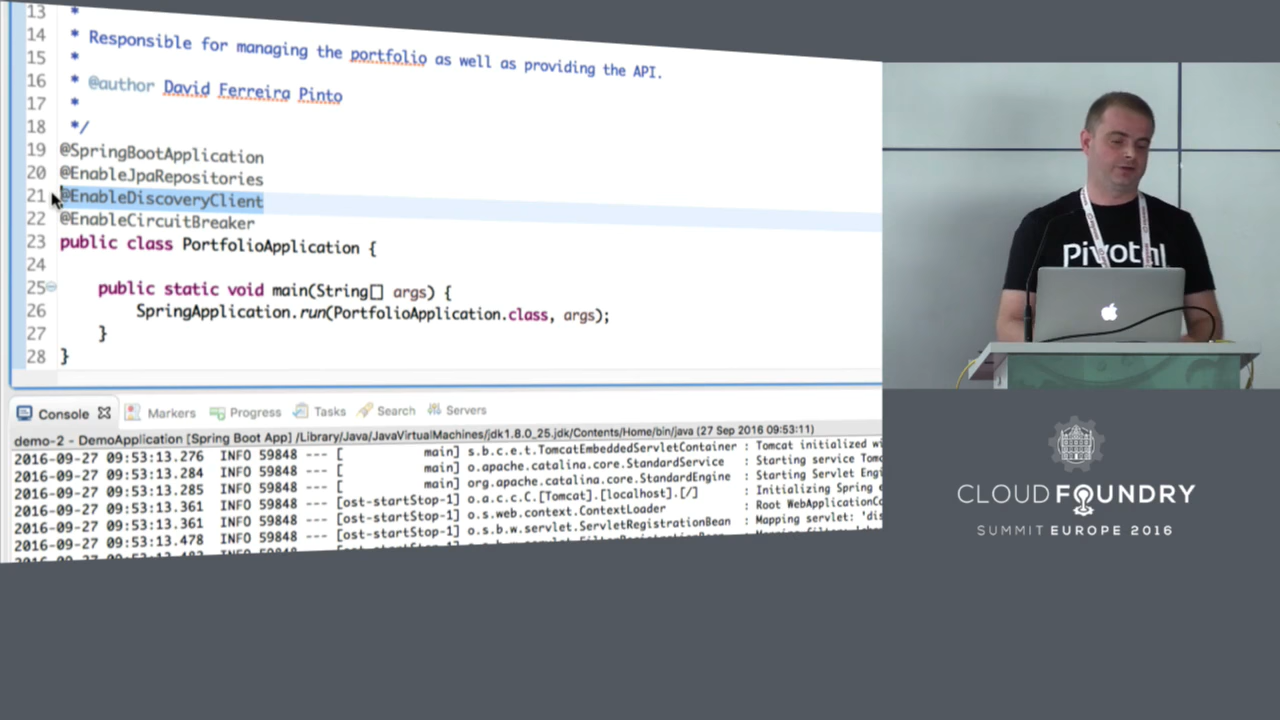 13 *
14 * Responsible for managing the portfolio as well as providing the API.
15 *
16 * @author David Ferreira Pinto
17 *
18 */
19 @SpringBootApplication
20 @EnableJpaRepositories
21 @EnableDiscoveryClient
22 @EnableCircuitBreaker
23 public class PortfolioApplication {
24
25 public static void main(String[] args) {
26 SpringApplication.run(PortfolioApplication.class, args);
27 }
28 }
Console Markers Progress Tasks Search Servers
demo-2 - DemoApplication [Spring Boot App] /Library/Java/JavaVirtualMachines/jdk1.8.0_25.jdk/Contents/Home/bin/java (27 Sep 2016 09:53:11)
2016-09-27 09:53:13.276 INFO 59848 --- [ main] s.b.c.e.t.TomcatEmbeddedServletContainer : Tomcat initialized wi
2016-09-27 09:53:13.284 INFO 59848 --- [ main] o.apache.catalina.core.StandardService : Starting service Tomc
2016-09-27 09:53:13.285 INFO 59848 --- [ main] org.apache.catalina.core.StandardEngine : Starting Servlet Eng
2016-09-27 09:53:13.361 INFO 59848 --- [ost-startStop-1] o.a.c.c.C.[Tomcat].[localhost].[/] : Initializing Spring e
2016-09-27 09:53:13.361 INFO 59848 --- [ost-startStop-1] o.s.web.context.ContextLoader : Root WebApplicationCo
2016-09-27 09:53:13.478 INFO 59848 --- [ost-startStop-1] o.s.b.w.servlet.ServletRegistrationBean : Mapping servlet: 'dis
Pivotal
CLOUD FOUNDRY
SUMMIT EUROPE 2016